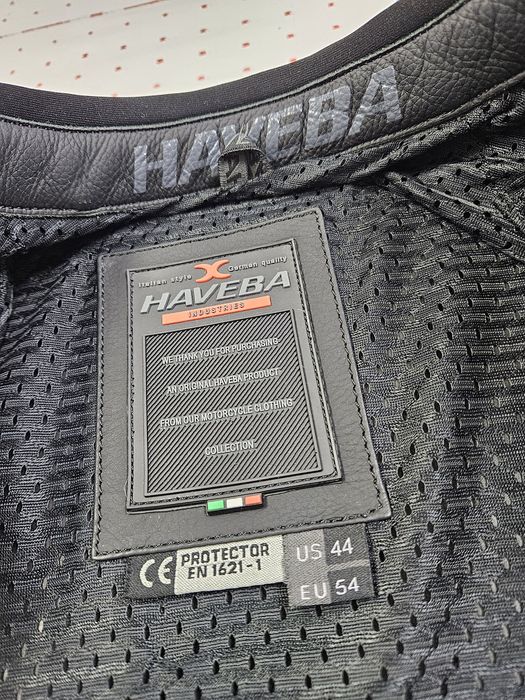 HAVEBA
Italian style German quality
HAVEBA
INDUSTRIES
WE THANK YOU FOR PURCHASING
AN ORIGINAL HAVEBA PRODUCT
FROM OUR MOTORCYCLE CLOTHING
COLLECTION.
CE PROTECTOR
EN 1621-1
US 44
EU 54